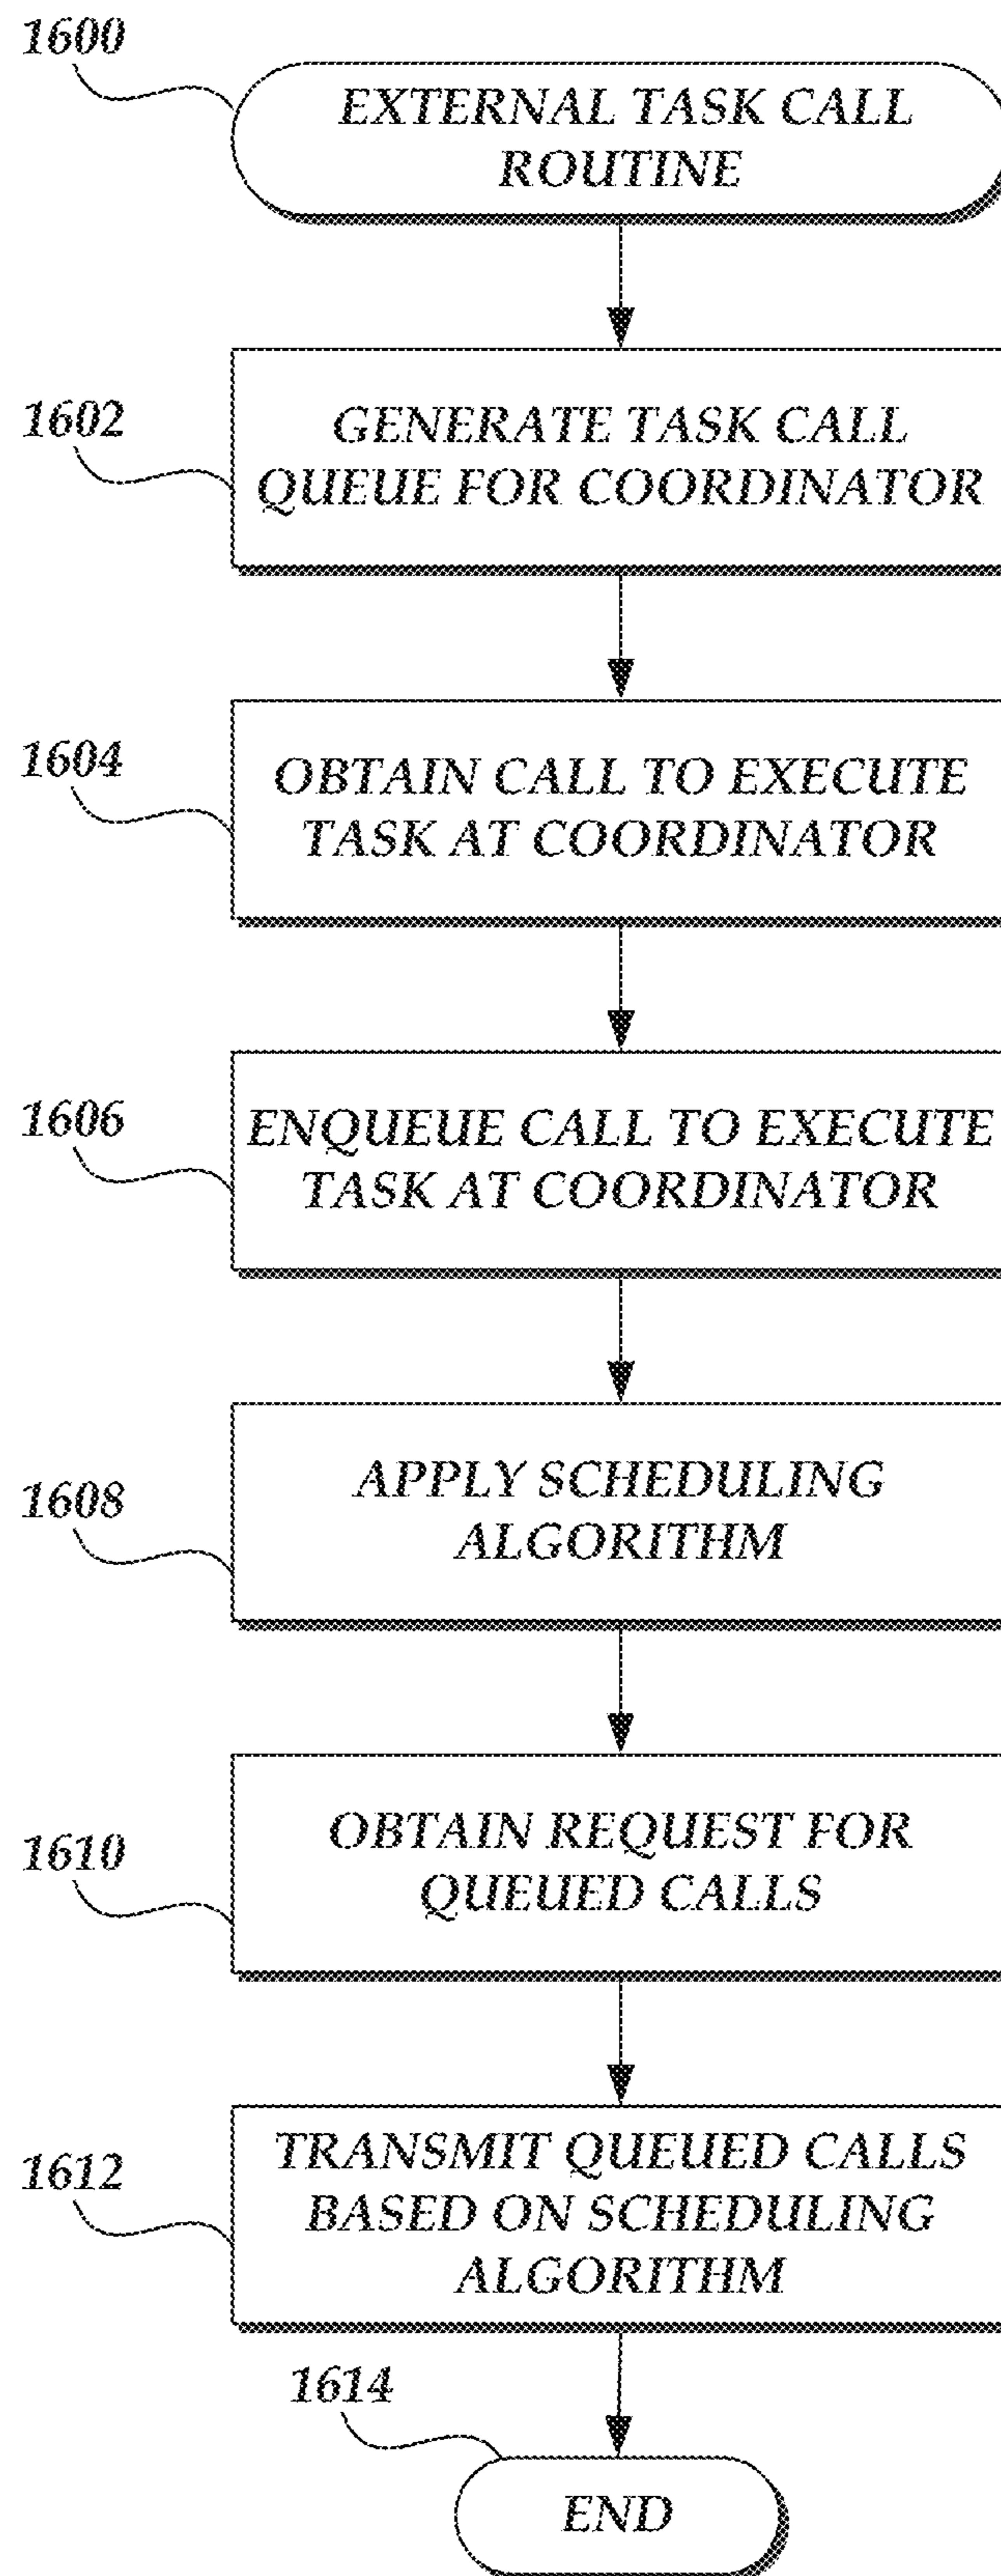 1600
EXTERNAL TASK CALL
ROUTINE
1602
GENERATE TASK CALL
QUEUE FOR COORDINATOR
1604
OBTAIN CALL TO EXECUTE
TASK AT COORDINATOR
1606
ENQUEUE CALL TO EXECUTE
TASK AT COORDINATOR
1608
APPLY SCHEDULING
ALGORITHM
1610
OBTAIN REQUEST FOR
QUEUED CALLS
1612
TRANSMIT QUEUED CALLS
BASED ON SCHEDULING
ALGORITHM
1614
END